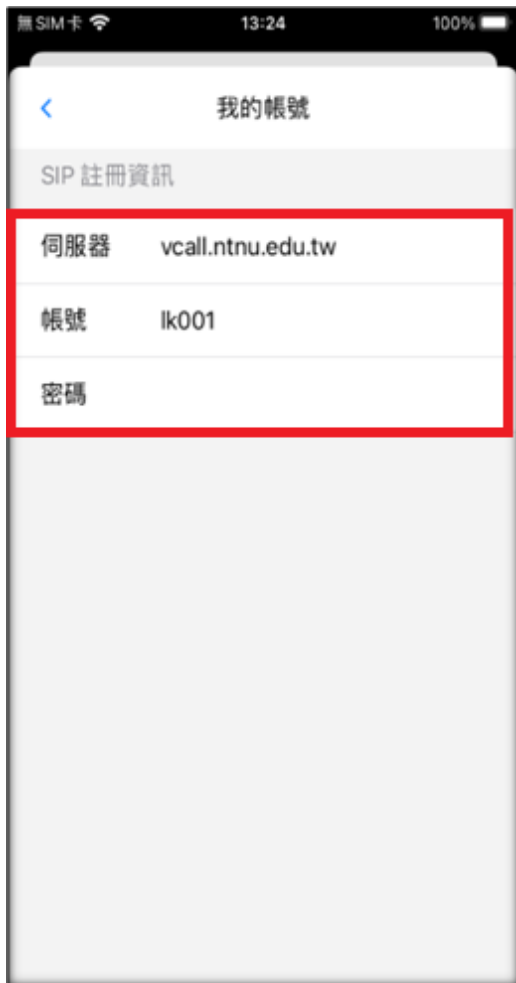 無SIM卡 13:24 100%
我的帳號
SIP 註冊資訊
伺服器 vcall.ntnu.edu.tw
帳號 lk001
密碼